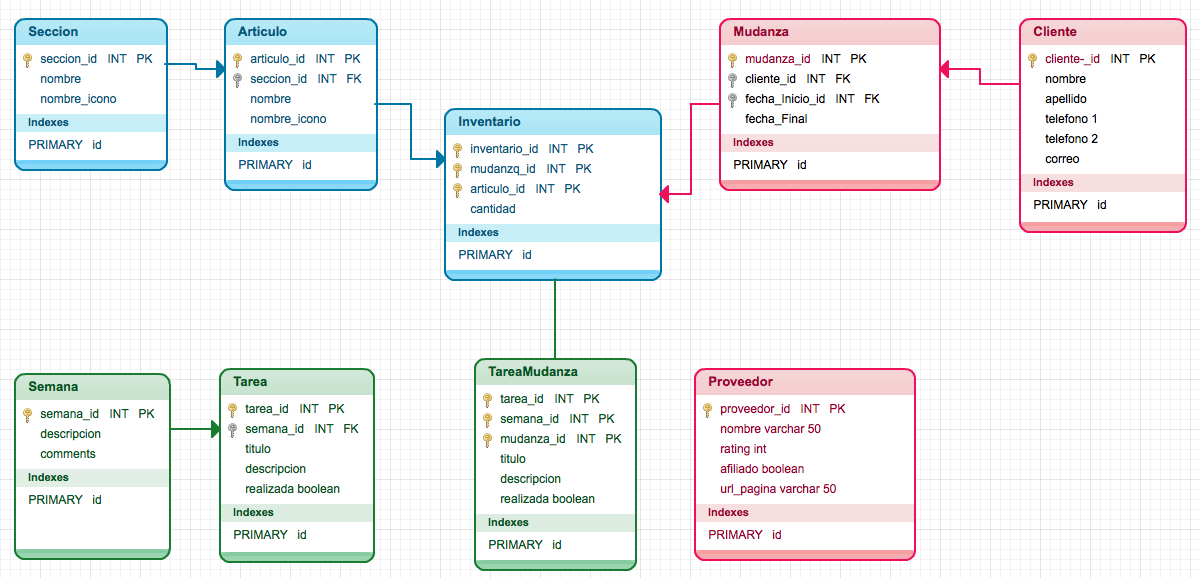 Seccion
seccion_id INT PK
nombre
nombre_icono
Indexes
PRIMARY id
Articulo
articulo_id INT PK
seccion_id INT FK
nombre
nombre_icono
Indexes
PRIMARY id
Inventario
inventario_id INT PK
mudanzq_id INT PK
articulo_id INT PK
cantidad
Indexes
PRIMARY id
Mudanza
mudanza_id INT PK
cliente_id INT FK
fecha_Inicio_id INT FK
fecha_Final
Indexes
PRIMARY id
Cliente
cliente-_id INT PK
nombre
apellido
telefono 1
telefono 2
correo
Indexes
PRIMARY id
Semana
semana_id INT PK
descripcion
comments
Indexes
PRIMARY id
Tarea
tarea_id INT PK
semana_id INT FK
titulo
descripcion
realizada boolean
Indexes
PRIMARY id
TareaMudanza
tarea_id INT PK
semana_id INT PK
mudanza_id INT PK
titulo
descripcion
realizada boolean
Indexes
PRIMARY id
Proveedor
proveedor_id INT PK
nombre varchar 50
rating int
afiliado boolean
url_pagina varchar 50
Indexes
PRIMARY id